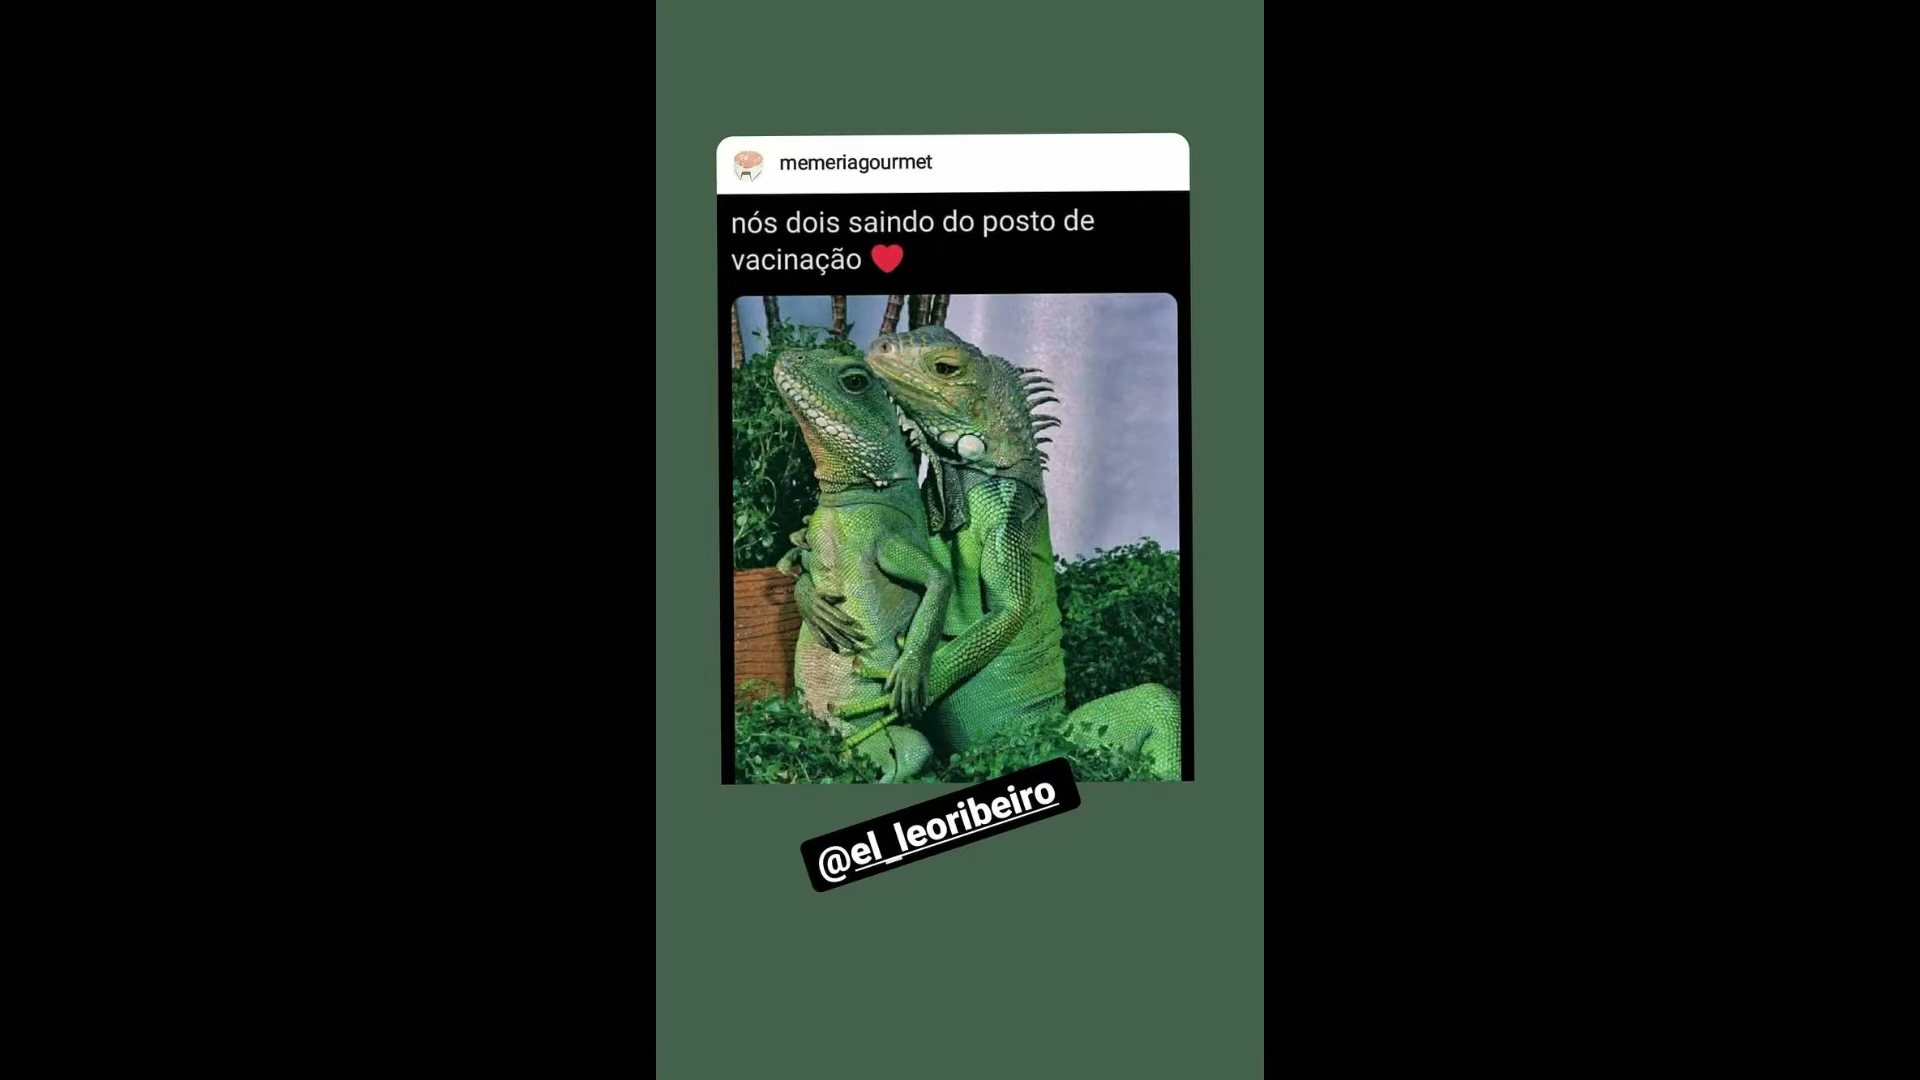 memeriagourmet
nós dois saindo do posto de
vacinação ❤️
@el_leoribeiro